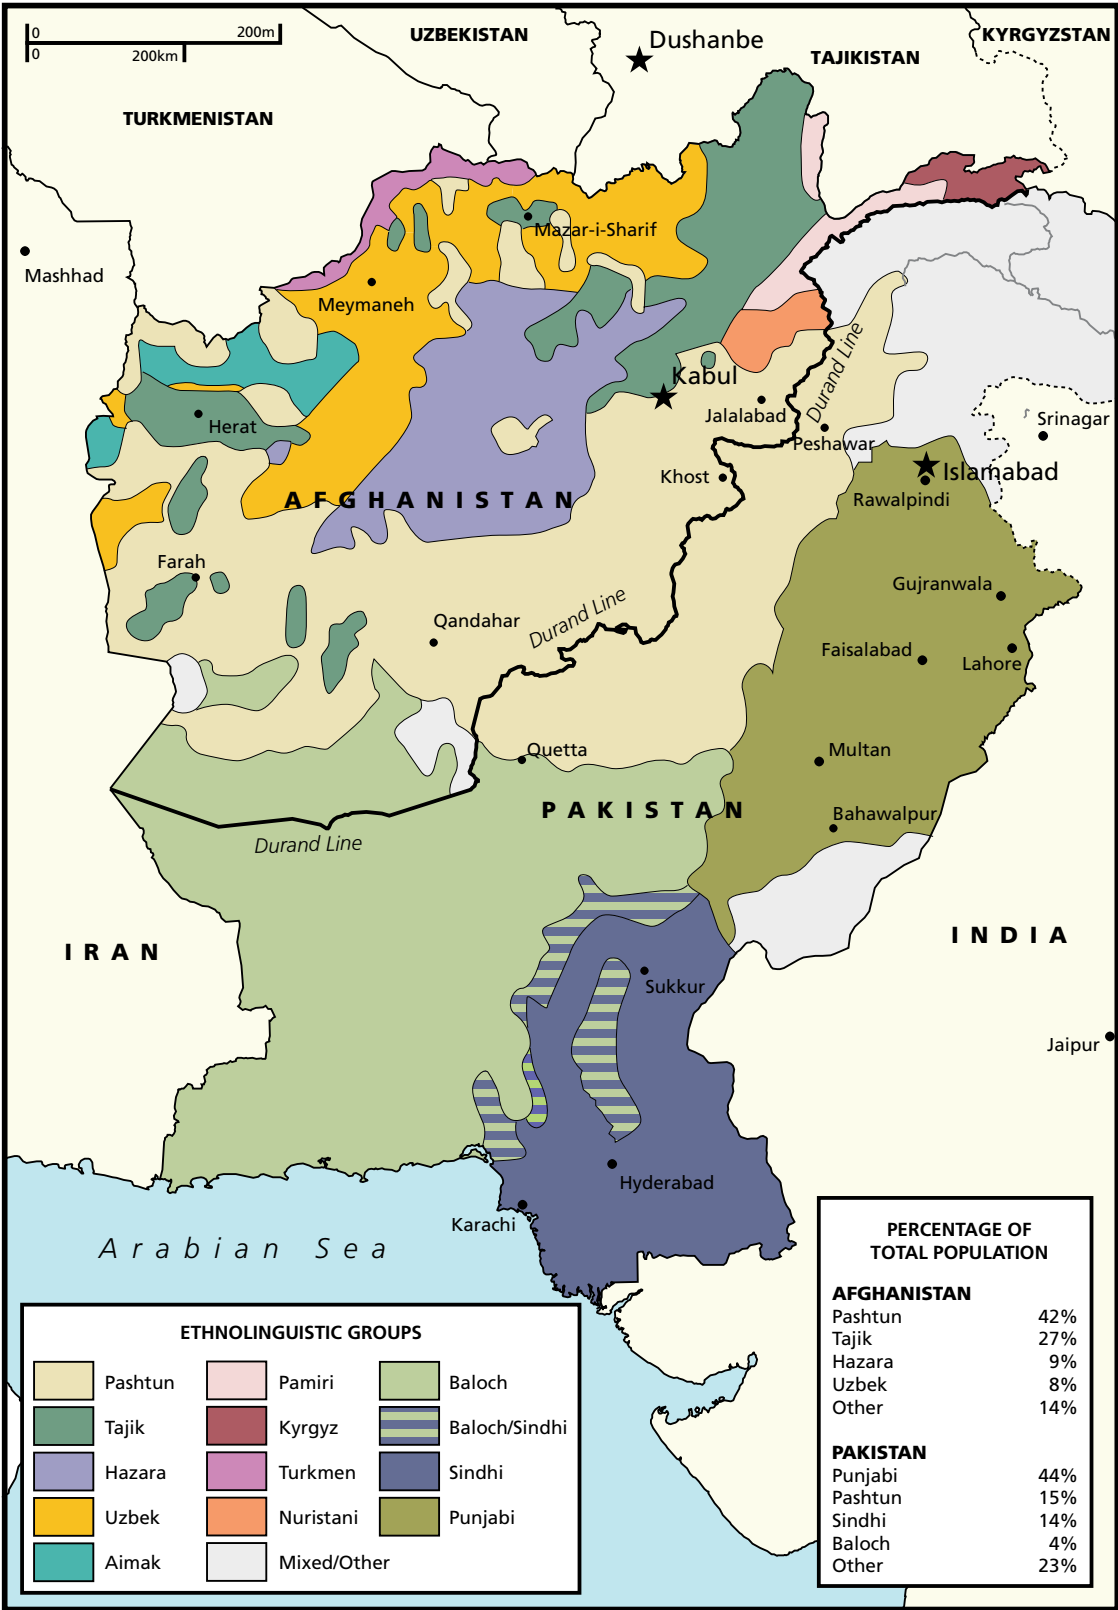 0
200m
0
200km
UZBEKISTAN
Dushanbe
TAJIKISTAN
KYRGYZSTAN
TURKMENISTAN
Mashhad
Mazar-i-Sharif
Meymaneh
Herat
Kabul
Jalalabad
Durand Line
Peshawar
Srinagar
Khost
Islamabad
Rawalpindi
AFGHANISTAN
Farah
Qandahar
Durand Line
Gujranwala
Faisalabad
Lahore
Quetta
Multan
PAKISTAN
Bahawalpur
Durand Line
IRAN
INDIA
Sukkur
Jaipur
Hyderabad
Karachi
Arabian Sea
ETHNOLINGUISTIC GROUPS
Pashtun
Tajik
Hazara
Uzbek
Aimak
Pamiri
Kyrgyz
Turkmen
Nuristani
Mixed/Other
Baloch
Baloch/Sindhi
Sindhi
Punjabi
PERCENTAGE OF
TOTAL POPULATION
AFGHANISTAN
Pashtun 42%
Tajik 27%
Hazara 9%
Uzbek 8%
Other 14%
PAKISTAN
Punjabi 44%
Pashtun 15%
Sindhi 14%
Baloch 4%
Other 23%